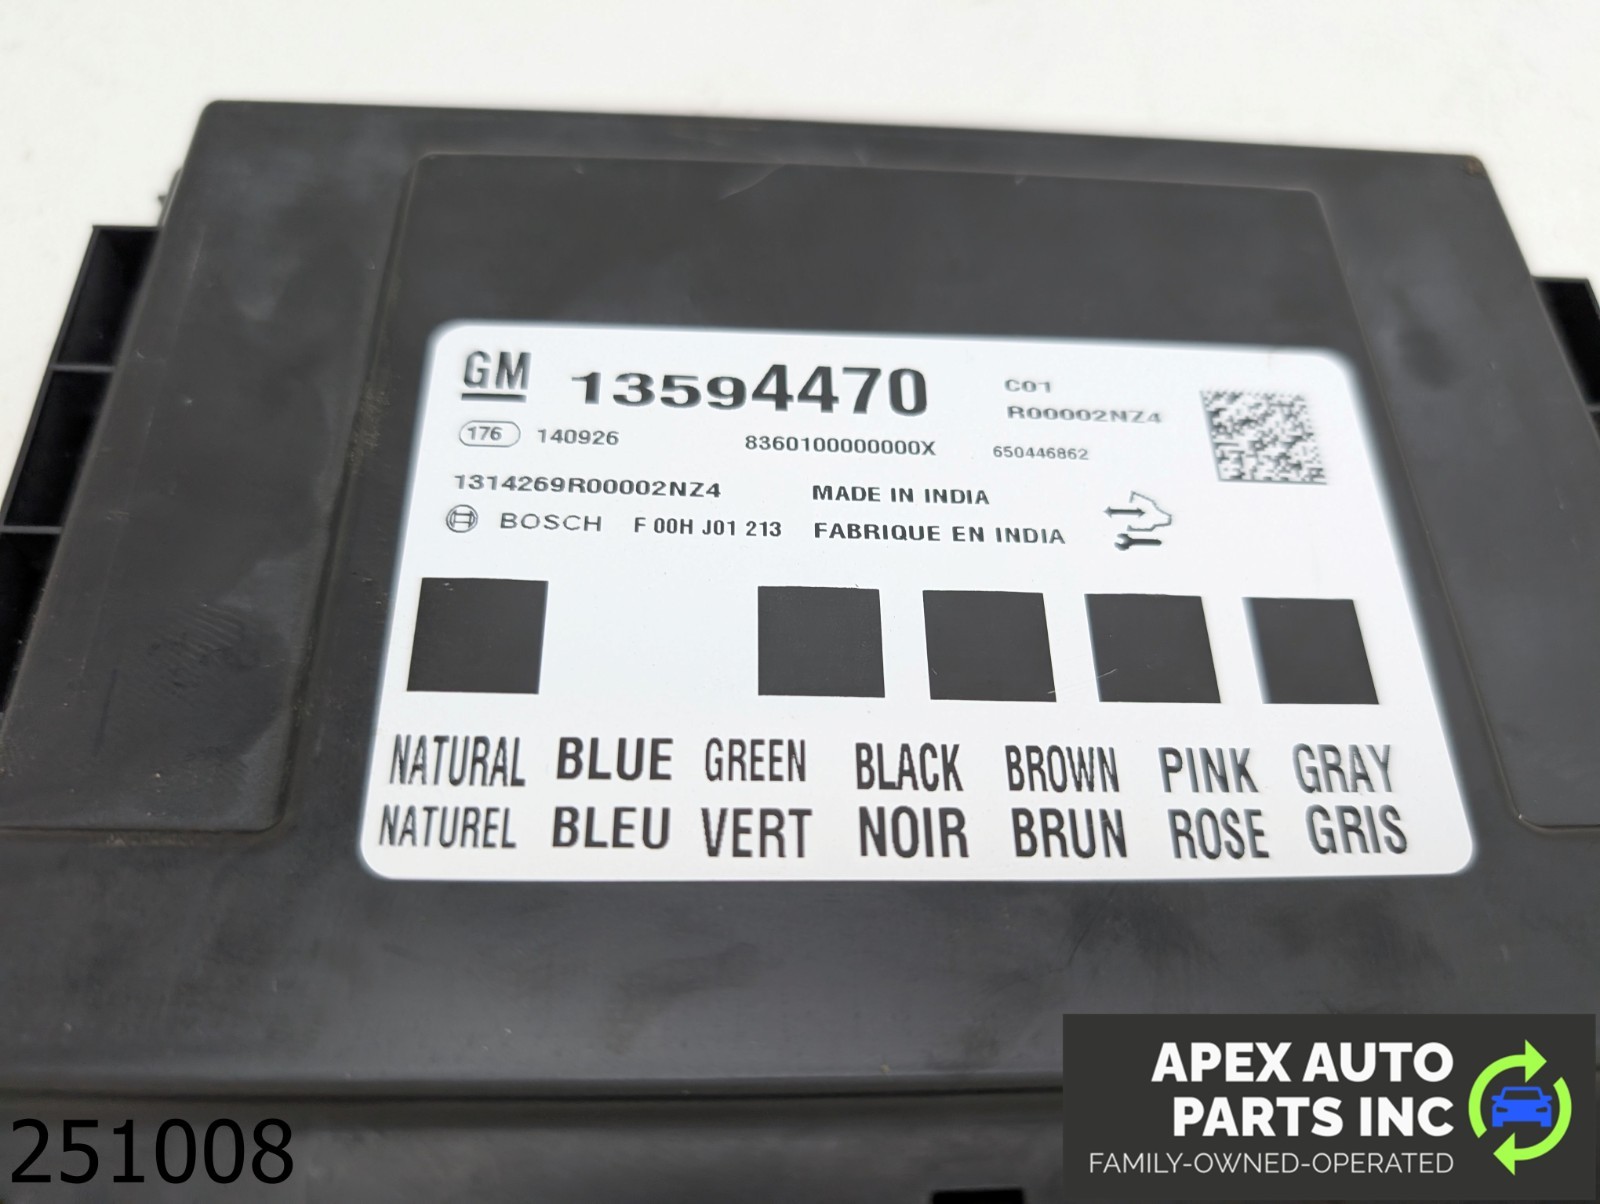 GM 13594470 C01
R00002NZ4
176 140926 8360100000000X 650446862
1314269R00002NZ4 MADE IN INDIA
BOSCH F 00H J01 213 FABRIQUE EN INDIA
NATURAL BLUE GREEN BLACK BROWN PINK GRAY
NATUREL BLEU VERT NOIR BRUN ROSE GRIS
APEX AUTO
PARTS INC
FAMILY-OWNED-OPERATED
251008